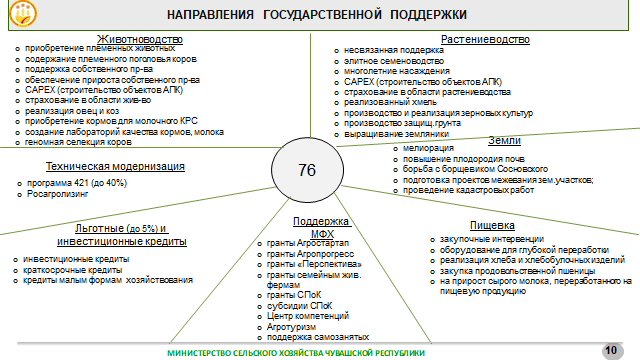 НАПРАВЛЕНИЯ ГОСУДАРСТВЕННОЙ ПОДДЕРЖКИ
Животноводство
o приобретение племенных животных
o содержание племенного поголовья коров
o поддержка собственного пр-ва
o обеспечение прироста собственного пр-ва
o CAPEX (строительство объектов АПК)
o страхование в области жив-во
o реализация овец и коз
o приобретение кормов для молочного КРС
o создание лабораторий качества кормов, молока
o геномная селекция коров
Растениеводство
o несвязанная поддержка
o элитное семеноводство
o многолетние насаждения
o CAPEX (строительство объектов АПК)
o страхование в области растениеводства
o реализованный хмель
o производство и реализация зерновых культур
o производство защищ.грунта
o выращивание земляники
Земли
o мелиорация
o повышение плодородия почв
o борьба с борщевиком Сосновского
o подготовка проектов межевания зем.участков;
o проведение кадастровых работ
76
Техническая модернизация
o программа 421 (до 40%)
o Росагролизинг
Льготные (до 5%) и
инвестиционные кредиты
o инвестиционные кредиты
o краткосрочные кредиты
o кредиты малым формам хозяйствования
Поддержка
МФХ
o гранты Агростартап
o гранты Агропрогресс
o гранты «Перспектива»
o гранты семейным жив.
фермам
o гранты СПоК
o субсидии СПоК
o Центр компетенций
o Агротуризм
o поддержка самозанятых
Пищевка
o закупочные интервенции
o оборудование для глубокой переработки
o реализация хлеба и хлебобулочных изделий
o закупка продовольственной пшеницы
o на прирост сырого молока, переработанного на
пищевую продукцию
МИНИСТЕРСТВО СЕЛЬСКОГО ХОЗЯЙСТВА ЧУВАШСКОЙ РЕСПУБЛИКИ
10